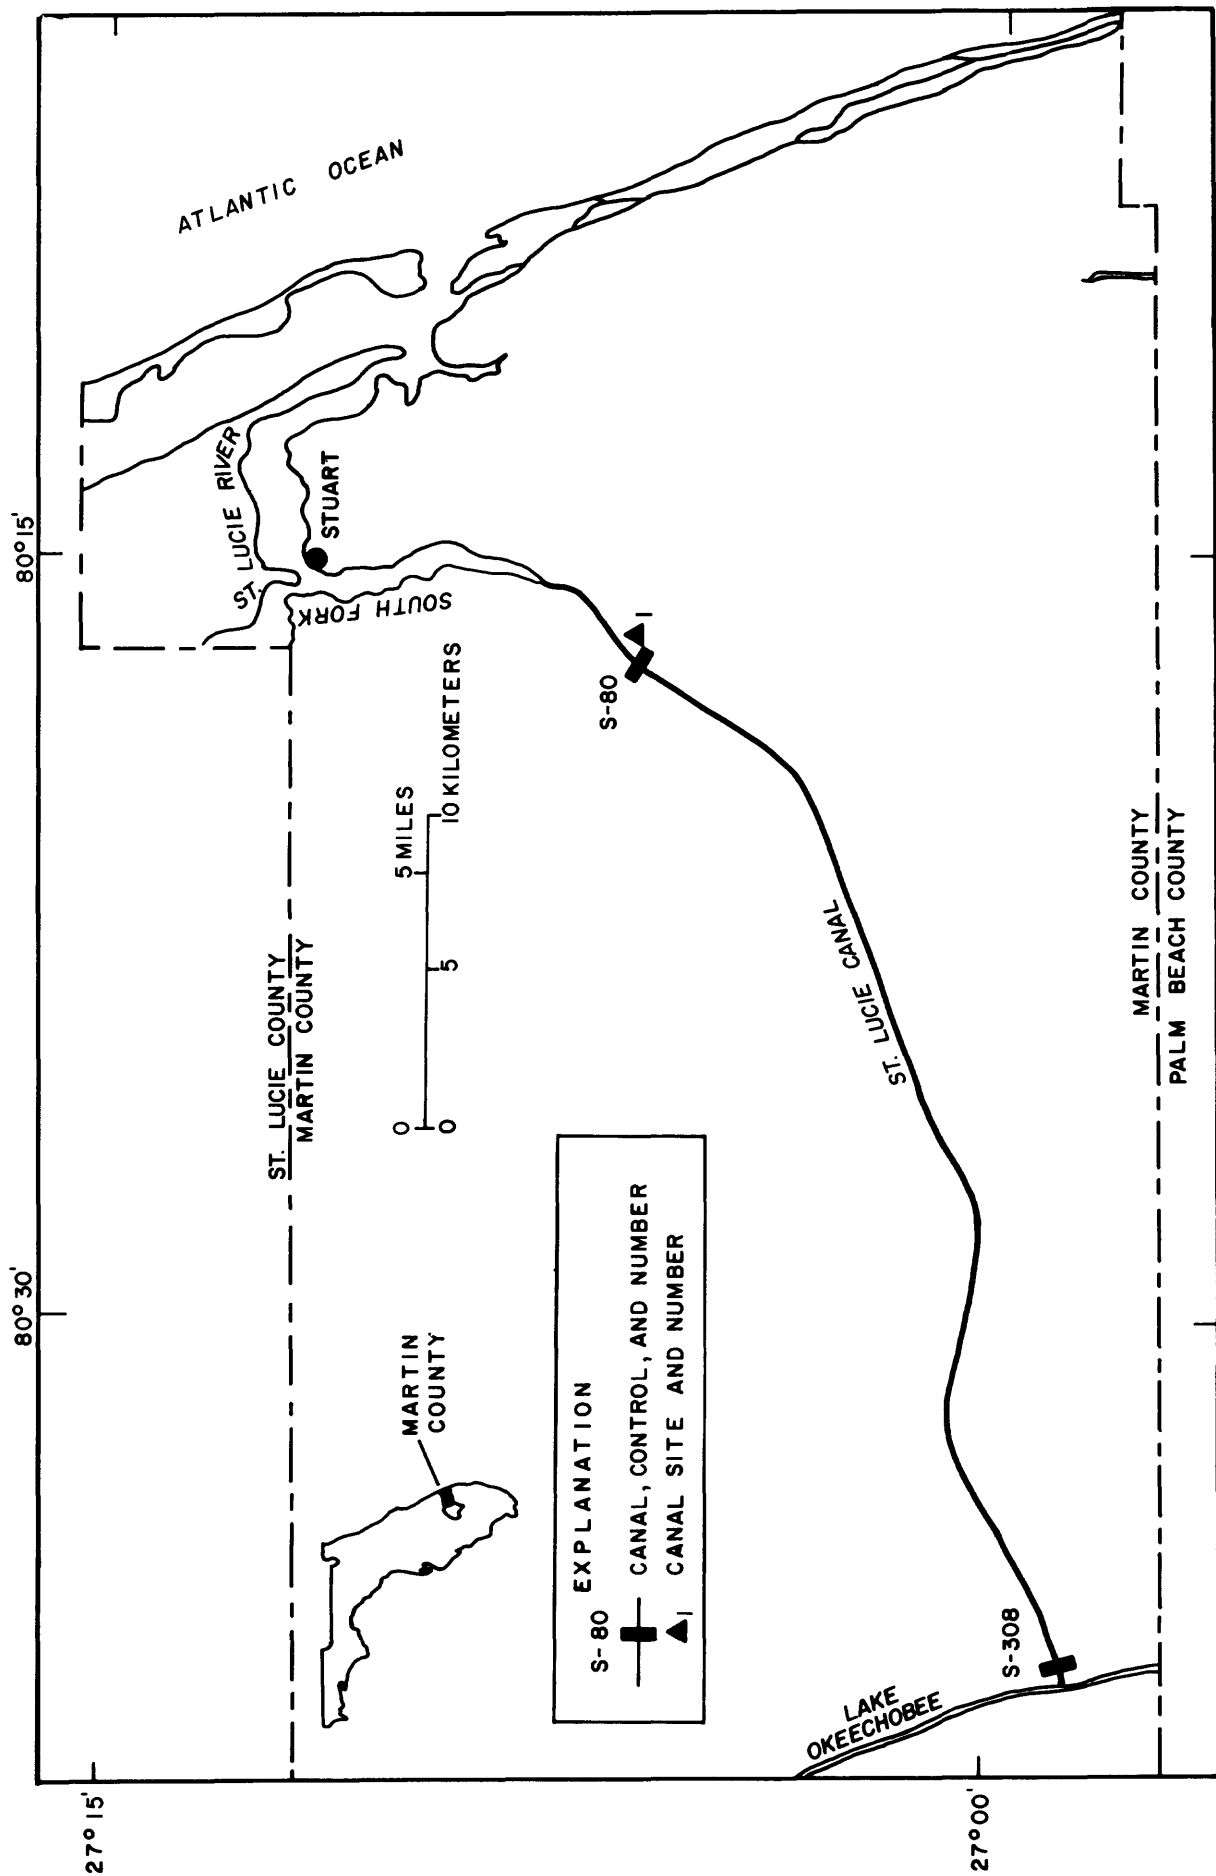 80°30'
80°15'
27°15'
27°00'
ATLANTIC OCEAN
ST. LUCIE RIVER
STUART
SOUTH FORK
ST. LUCIE COUNTY
MARTIN COUNTY
MARTIN
COUNTY
0 5 MILES
0 5 10 KILOMETERS
S-80
1
EXPLANATION
S-80
CANAL, CONTROL, AND NUMBER
1
CANAL SITE AND NUMBER
ST. LUCIE CANAL
LAKE
OKEECHOBEE
S-308
MARTIN COUNTY
PALM BEACH COUNTY